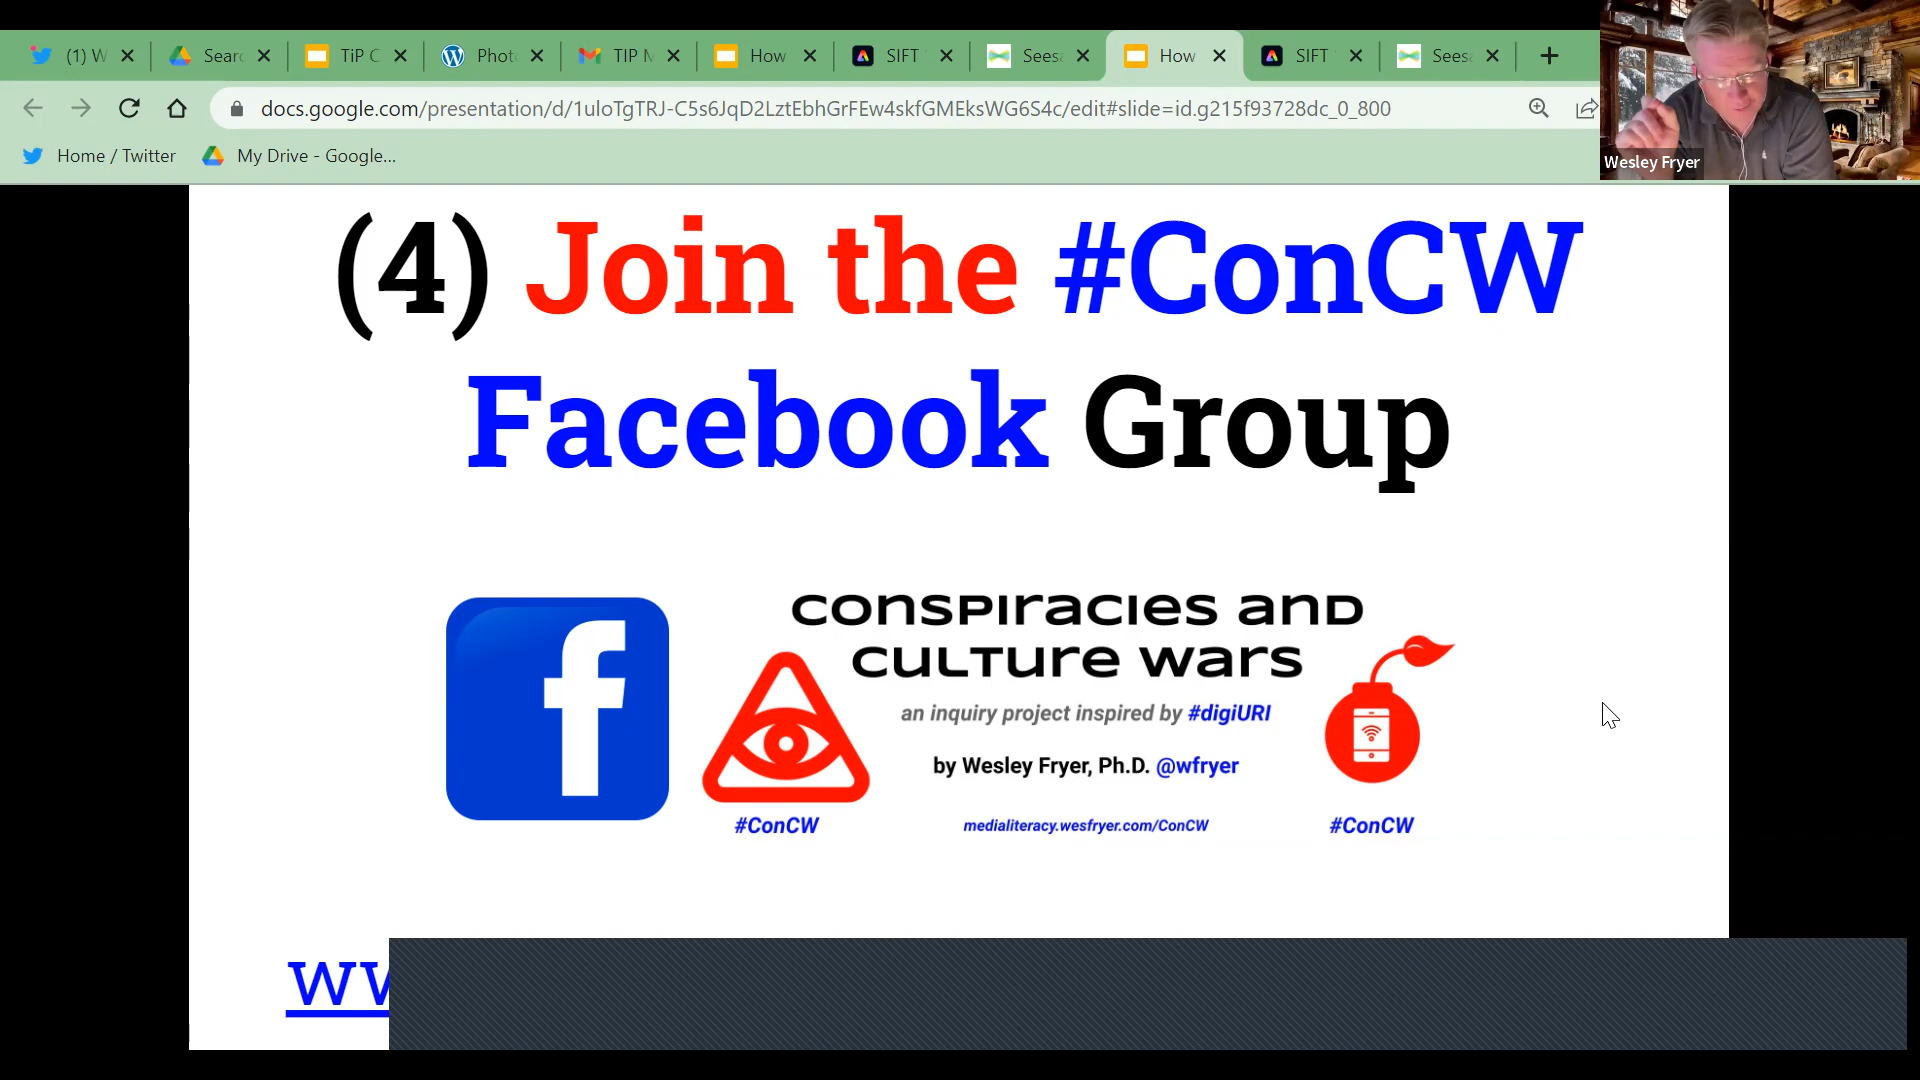 (1) W
Searc
TiP C
Phot
TIP M
How
SIFT
Seesa
How
SIFT
Seesa
docs.google.com/presentation/d/1uloTgTRJ-C5s6JqD2LztEbhGrFEw4skfGMEksWG6S4c/edit#slide=id.g215f93728dc_0_800
Home / Twitter
My Drive - Google...
Wesley Fryer
(4) Join the #ConCW
Facebook Group
conspiracies and
culture wars
an inquiry project inspired by #digiURI
by Wesley Fryer, Ph.D. @wfryer
#ConCW
medialiteracy.wesfryer.com/ConCW
#ConCW